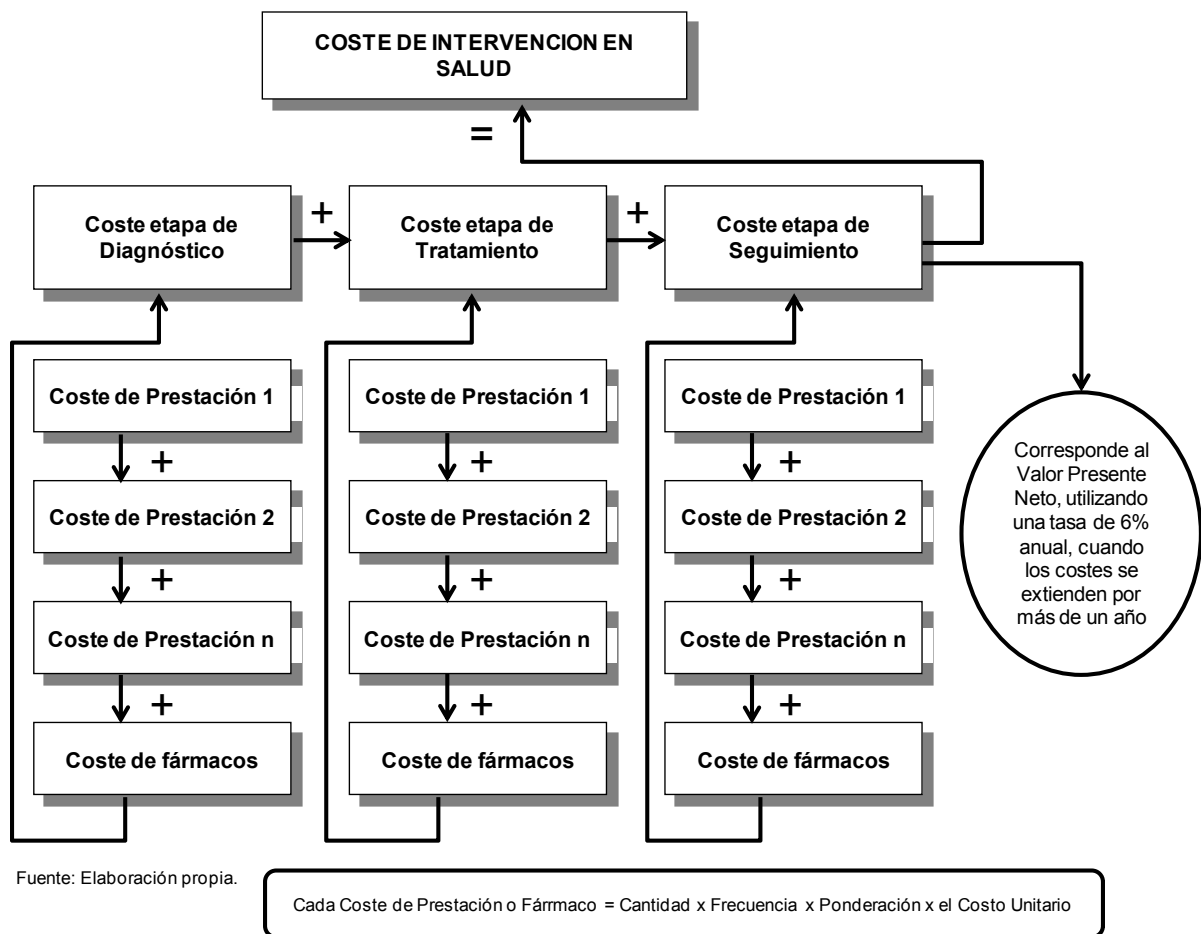 COSTE DE INTERVENCION EN
SALUD
=
Coste etapa de
Diagnóstico
+
Coste etapa de
Tratamiento
+
Coste etapa de
Seguimiento
Coste de Prestación 1
+
Coste de Prestación 2
+
Coste de Prestación n
+
Coste de fármacos
Coste de Prestación 1
+
Coste de Prestación 2
+
Coste de Prestación n
+
Coste de fármacos
Coste de Prestación 1
+
Coste de Prestación 2
+
Coste de Prestación n
+
Coste de fármacos
Corresponde al
Valor Presente
Neto, utilizando
una tasa de 6%
anual, cuando
los costes se
extienden por
más de un año
Fuente: Elaboración propia.
Cada Coste de Prestación o Fárrmaco = Cantidad x Frecuencia x Ponderación x el Costo Unitario